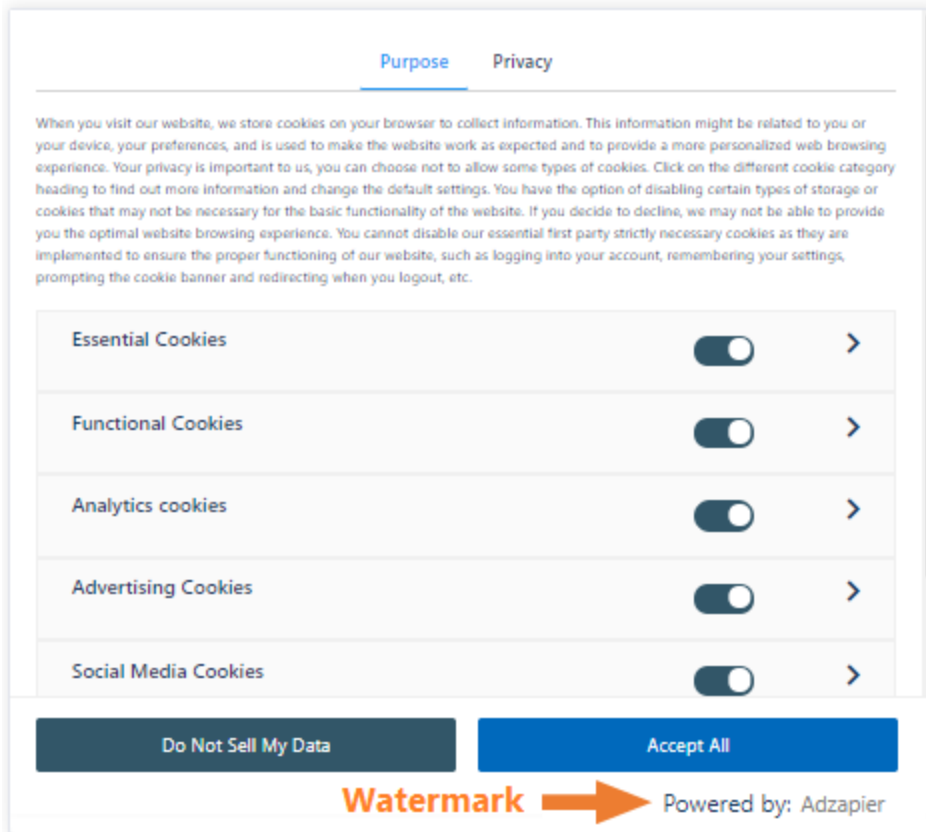 Purpose Privacy
When you visit our website, we store cookies on your browser to collect information. This information might be related to you or
your device, your preferences, and is used to make the website work as expected and to provide a more personalized web browsing
experience. Your privacy is important to us, you can choose not to allow some types of cookies. Click on the different cookie category
heading to find out more information and change the default settings. You have the option of disabling certain types of storage or
cookies that may not be necessary for the basic functionality of the website. If you decide to decline, we may not be able to provide
you the optimal website browsing experience. You cannot disable our essential first party strictly necessary cookies as they are
implemented to ensure the proper functioning of our website, such as logging into your account, remembering your settings,
prompting the cookie banner and redirecting when you logout, etc.
Essential Cookies
Functional Cookies
Analytics cookies
Advertising Cookies
Social Media Cookies
Do Not Sell My Data Accept All
Watermark Powered by: Adzapier